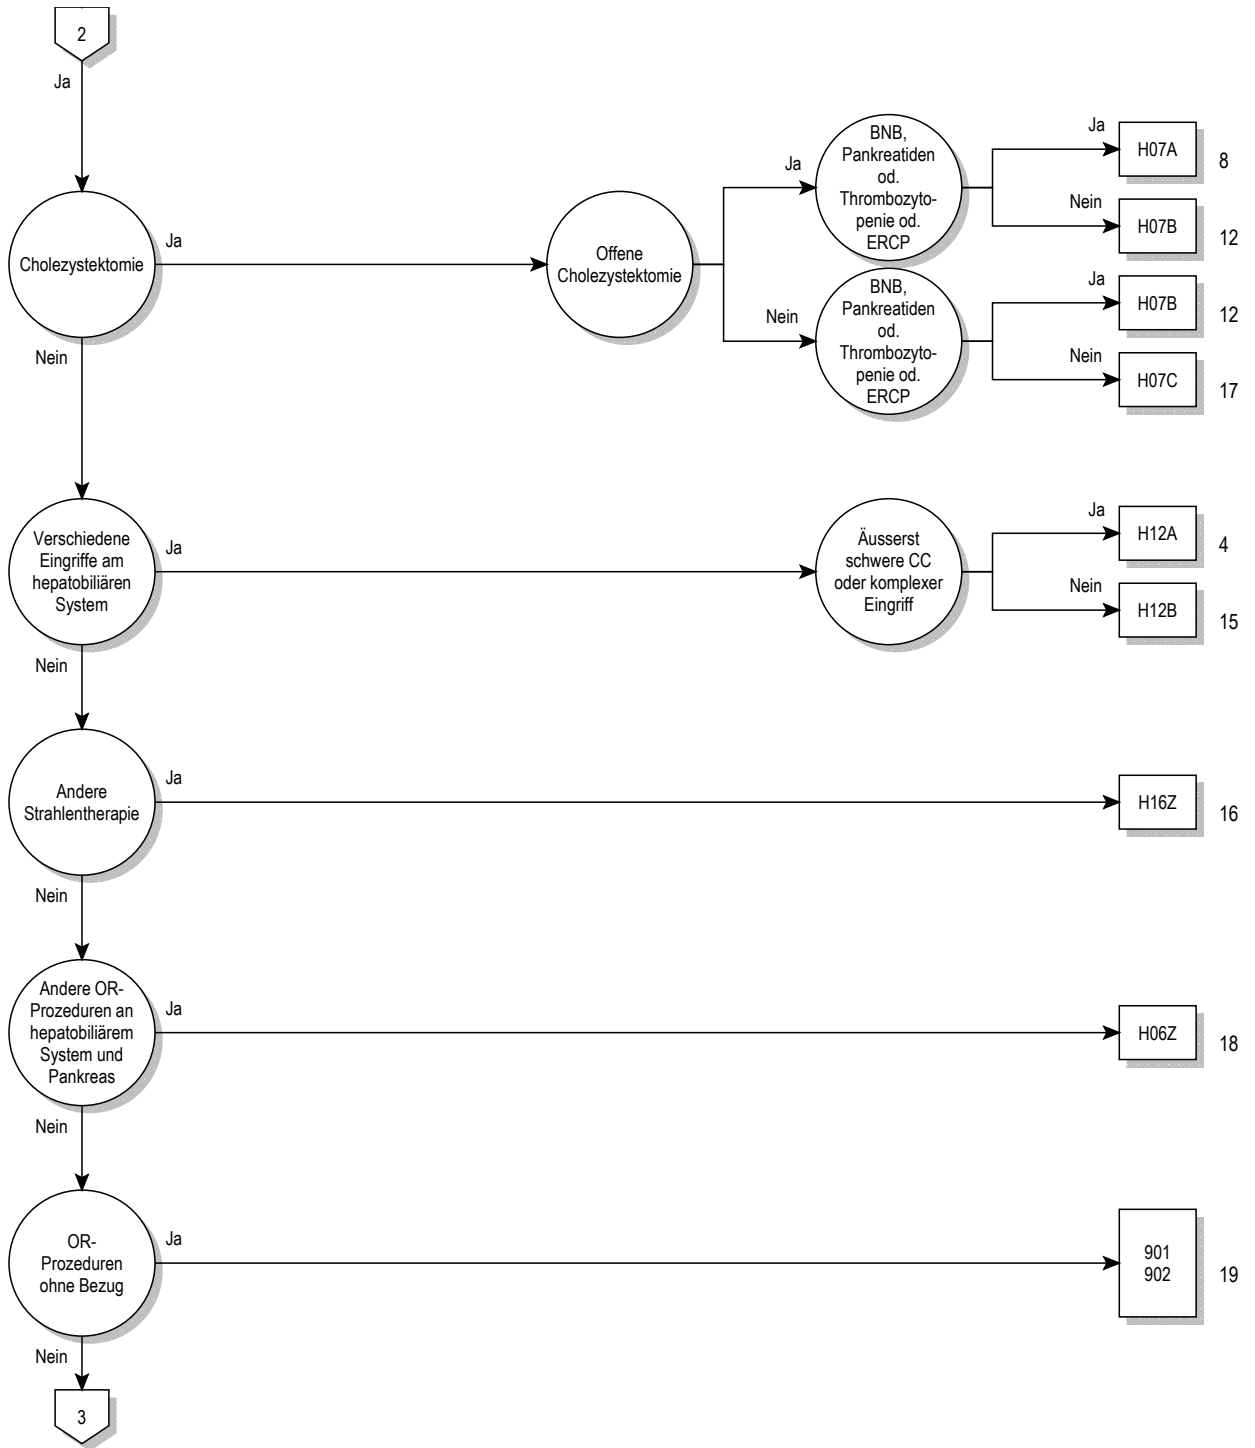 2
Ja
Cholezystektomie
Ja
Offene
Cholezystektomie
Ja
BNB,
Pankreatiden
od.
Thrombozyto-
penie od.
ERCP
Ja
H07A
8
Nein
H07B
12
Nein
BNB,
Pankreatiden
od.
Thrombozyto-
penie od.
ERCP
Ja
H07B
12
Nein
H07C
17
Nein
Verschiedene
Eingriffe am
hepatobiliären
System
Ja
Äusserst
schwere CC
oder komplexer
Eingriff
Ja
H12A
4
Nein
H12B
15
Nein
Andere
Strahlentherapie
Ja
H16Z
16
Nein
Andere OR-
Prozeduren an
hepatobiliärem
System und
Pankreas
Ja
H06Z
18
Nein
OR-
Prozeduren
ohne Bezug
Ja
901
902
19
Nein
3